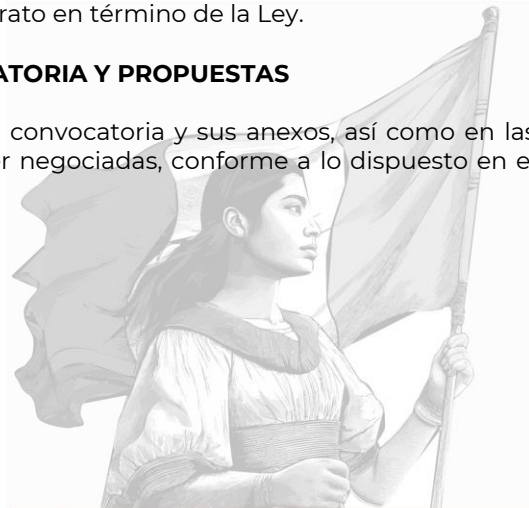 rato en término de la Ley.
ATORIA Y PROPUESTAS
convocatoria y sus anexos, así como en las
er negociadas, conforme a lo dispuesto en e